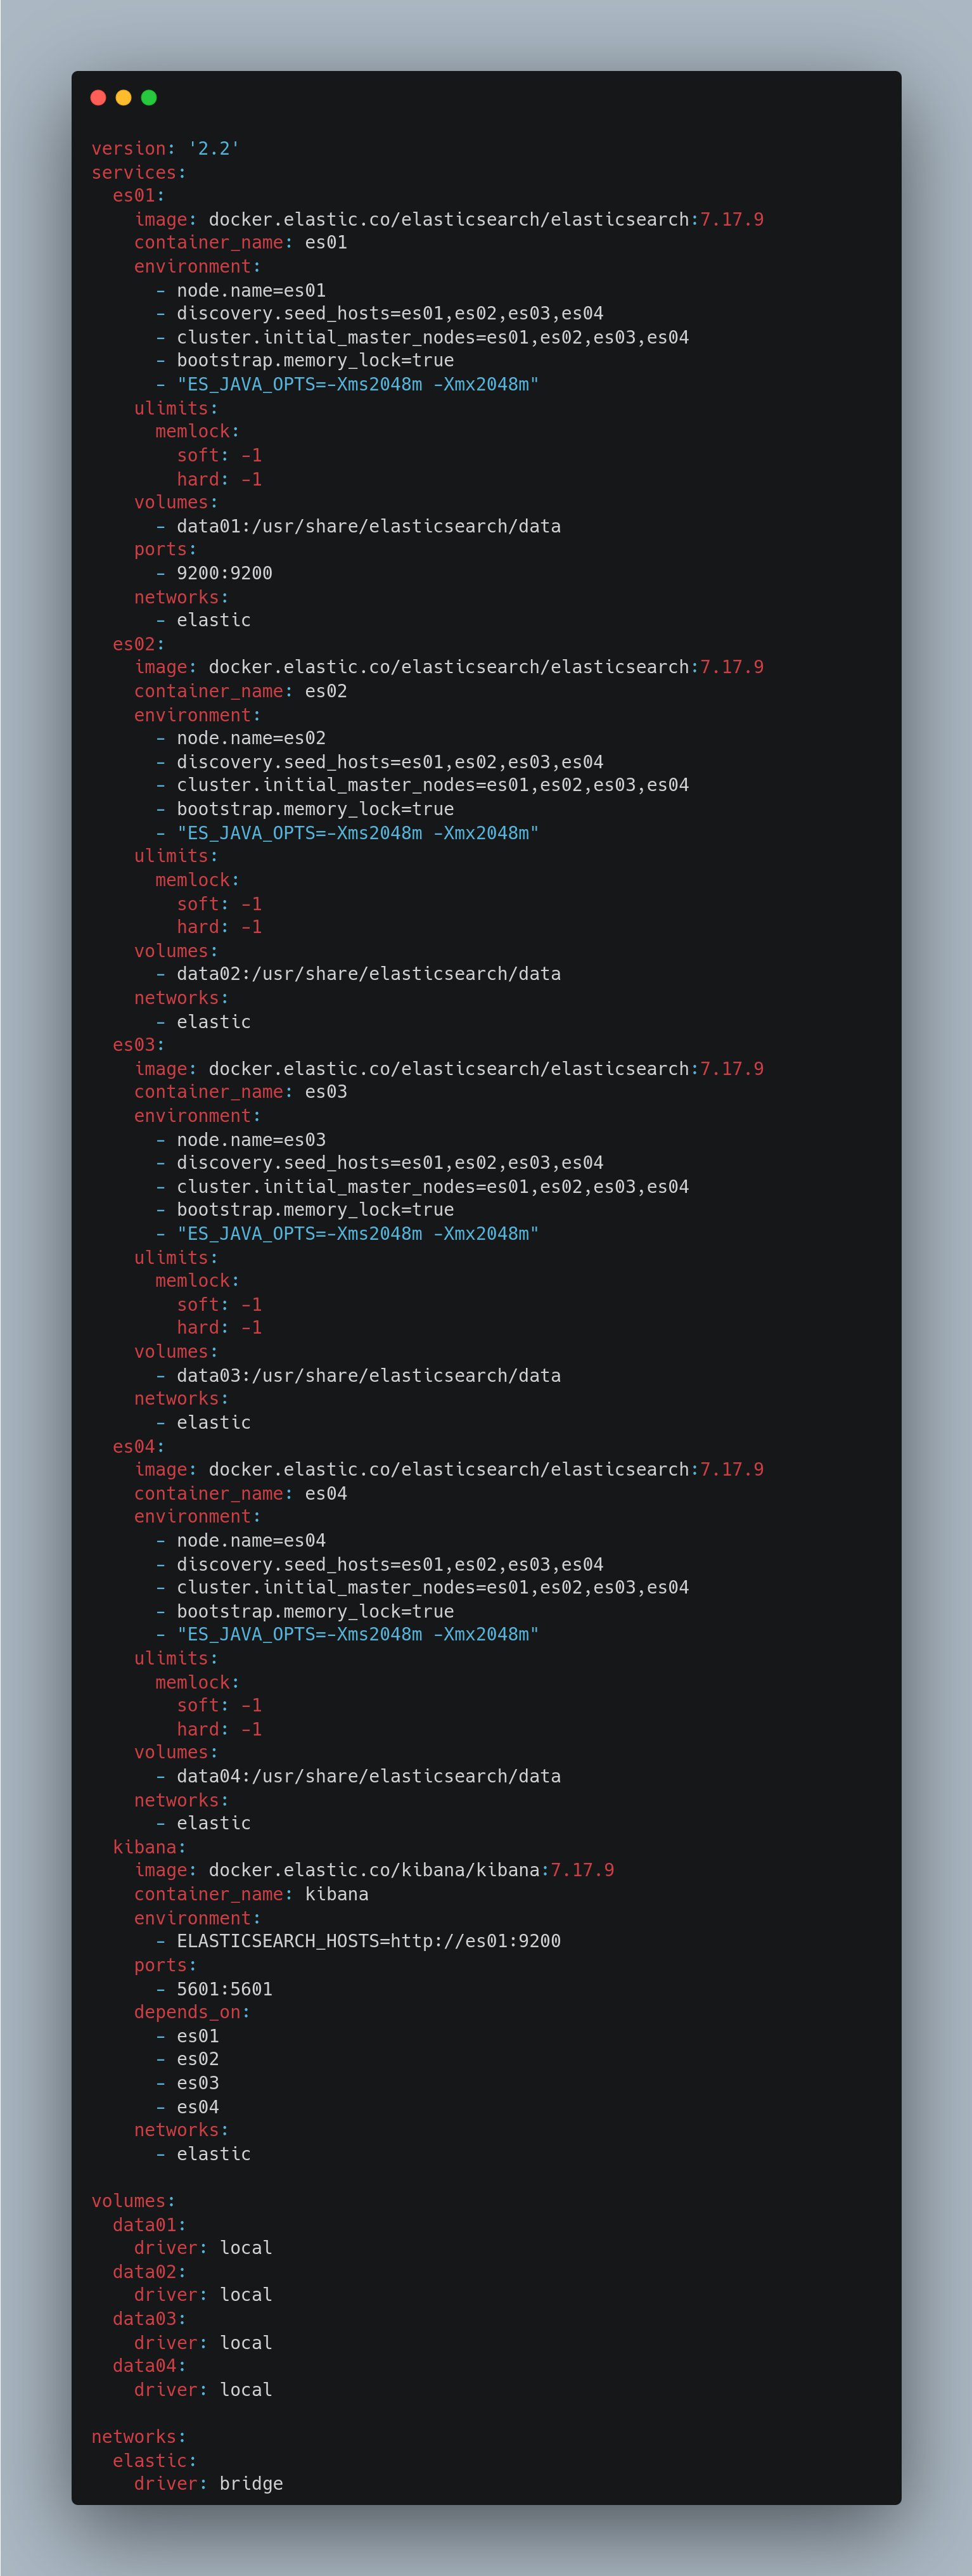 version: '2.2'
services:
  es01:
    image: docker.elastic.co/elasticsearch/elasticsearch:7.17.9
    container_name: es01
    environment:
      - node.name=es01
      - discovery.seed_hosts=es01,es02,es03,es04
      - cluster.initial_master_nodes=es01,es02,es03,es04
      - bootstrap.memory_lock=true
      - "ES_JAVA_OPTS=-Xms2048m -Xmx2048m"
    ulimits:
      memlock:
        soft: -1
        hard: -1
    volumes:
      - data01:/usr/share/elasticsearch/data
    ports:
      - 9200:9200
    networks:
      - elastic
  es02:
    image: docker.elastic.co/elasticsearch/elasticsearch:7.17.9
    container_name: es02
    environment:
      - node.name=es02
      - discovery.seed_hosts=es01,es02,es03,es04
      - cluster.initial_master_nodes=es01,es02,es03,es04
      - bootstrap.memory_lock=true
      - "ES_JAVA_OPTS=-Xms2048m -Xmx2048m"
    ulimits:
      memlock:
        soft: -1
        hard: -1
    volumes:
      - data02:/usr/share/elasticsearch/data
    networks:
      - elastic
  es03:
    image: docker.elastic.co/elasticsearch/elasticsearch:7.17.9
    container_name: es03
    environment:
      - node.name=es03
      - discovery.seed_hosts=es01,es02,es03,es04
      - cluster.initial_master_nodes=es01,es02,es03,es04
      - bootstrap.memory_lock=true
      - "ES_JAVA_OPTS=-Xms2048m -Xmx2048m"
    ulimits:
      memlock:
        soft: -1
        hard: -1
    volumes:
      - data03:/usr/share/elasticsearch/data
    networks:
      - elastic
  es04:
    image: docker.elastic.co/elasticsearch/elasticsearch:7.17.9
    container_name: es04
    environment:
      - node.name=es04
      - discovery.seed_hosts=es01,es02,es03,es04
      - cluster.initial_master_nodes=es01,es02,es03,es04
      - bootstrap.memory_lock=true
      - "ES_JAVA_OPTS=-Xms2048m -Xmx2048m"
    ulimits:
      memlock:
        soft: -1
        hard: -1
    volumes:
      - data04:/usr/share/elasticsearch/data
    networks:
      - elastic
  kibana:
    image: docker.elastic.co/kibana/kibana:7.17.9
    container_name: kibana
    environment:
      - ELASTICSEARCH_HOSTS=http://es01:9200
    ports:
      - 5601:5601
    depends_on:
      - es01
      - es02
      - es03
      - es04
    networks:
      - elastic

volumes:
  data01:
    driver: local
  data02:
    driver: local
  data03:
    driver: local
  data04:
    driver: local

networks:
  elastic:
    driver: bridge